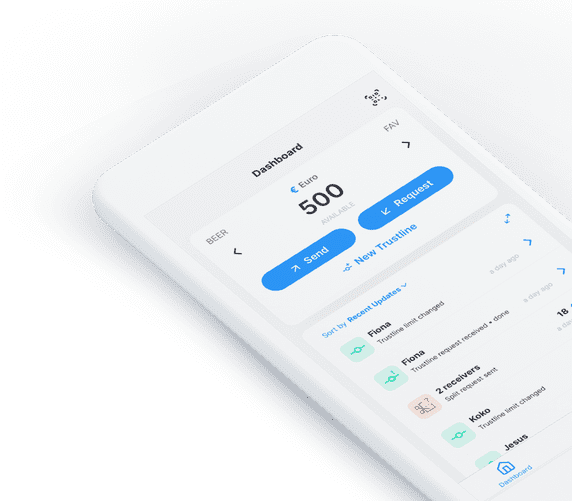 Dashboard
BEER
€ Euro
FAV
500
AVAILABLE
Send
Request
New Trustline
Sort by Recent Updates
Fiona
Trustline limit changed
a day ago
Fiona
Trustline request received • done
a day ago
2 receivers
Split request sent
18
a da
Koko
Trustline limit changed
Jesus
Dashboard